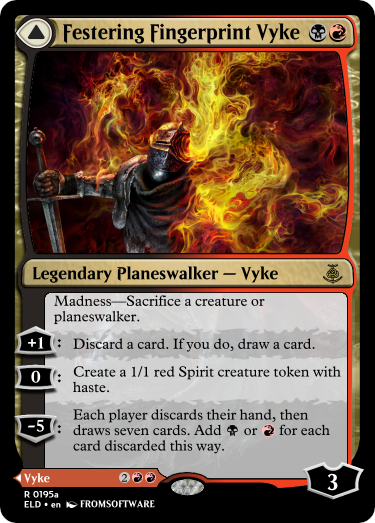 Festering Fingerprint Vyke
Legendary Planeswalker — Vyke
Madness—Sacrifice a creature or
planeswalker.
+1: Discard a card. If you do, draw a card.
0: Create a 1/1 red Spirit creature token with
haste.
-5: Each player discards their hand, then
draws seven cards. Add or for each
card discarded this way.
3
Vyke 2
R 0195a
ELD • en FROMSOFTWARE